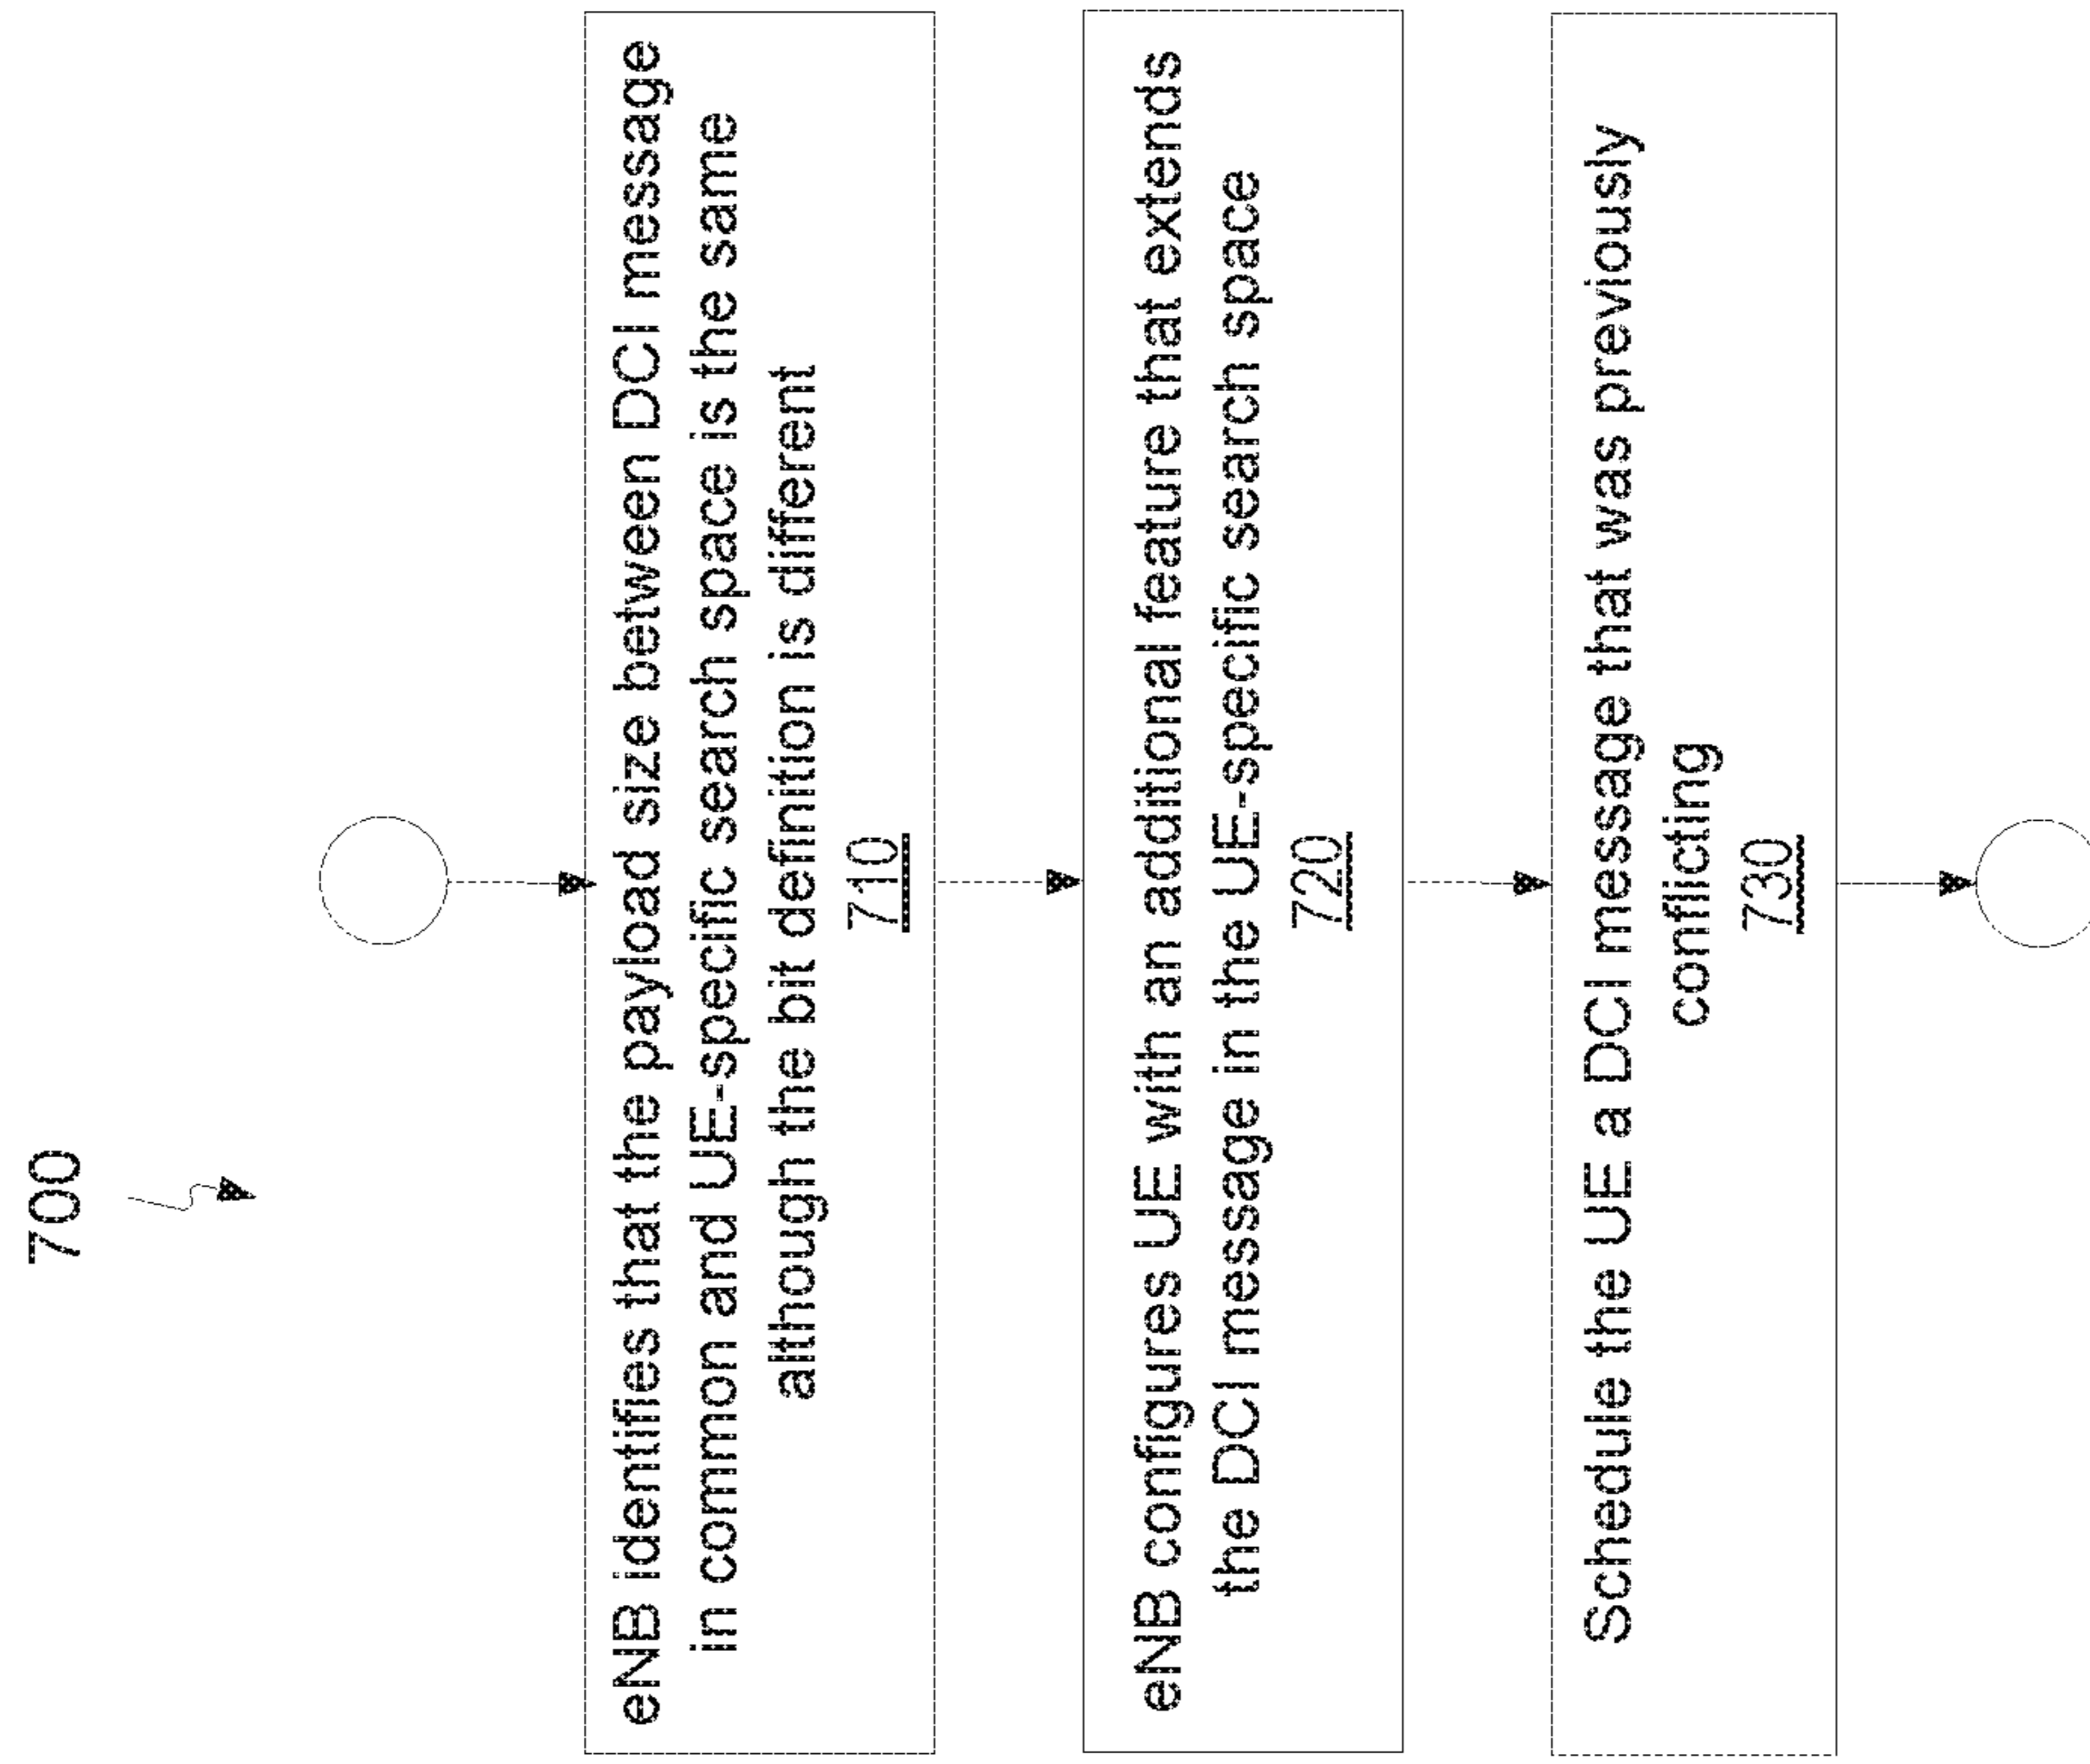 700
eNB identifies that the payload size between DCI message
in common and UE-specific search space is the same
although the bit definition is different
710
eNB configures UE with an additional feature that extends
the DCI message in the UE-specific search space
720
Schedule the UE a DCI message that was previously
conflicting
730